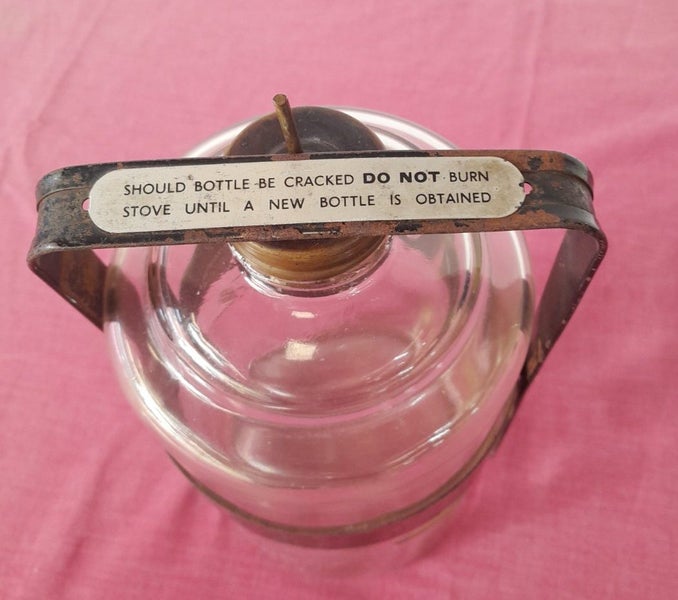 SHOULD BOTTLE BE CRACKED DO NOT BURN
STOVE UNTIL A NEW BOTTLE IS OBTAINED